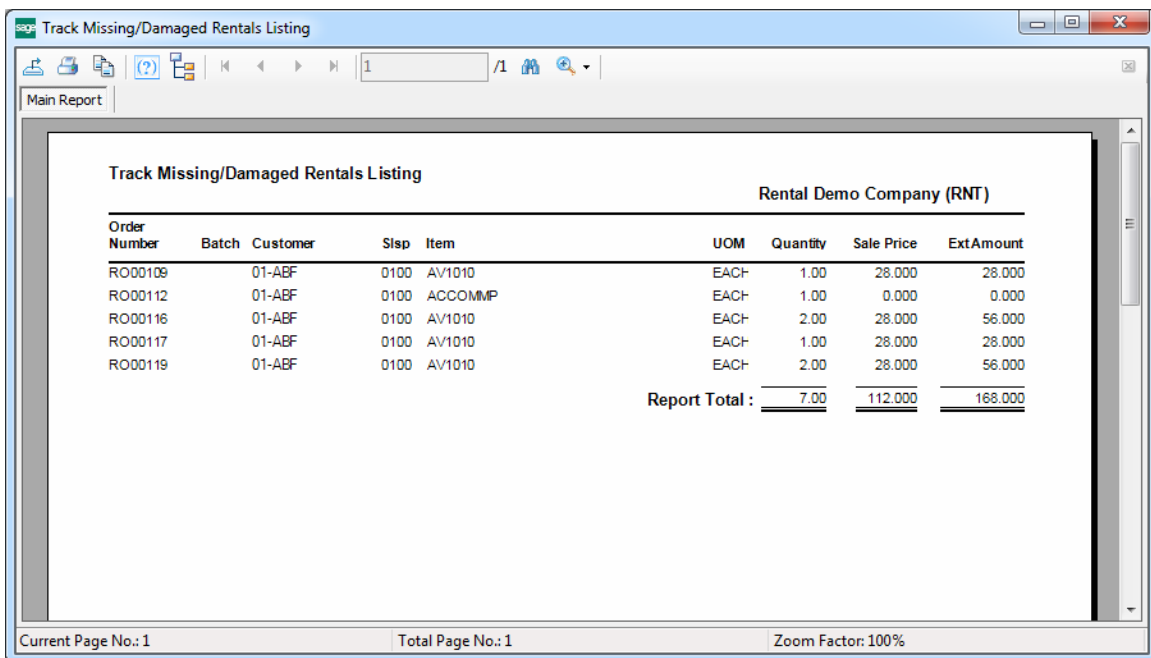 sage Track Missing/Damaged Rentals Listing
1 /1
Main Report
Track Missing/Damaged Rentals Listing
Rental Demo Company (RNT)
Order
Number Batch Customer Slsp Item UOM Quantity Sale Price Ext Amount
RO00109 01-ABF 0100 AV1010 EACH 1.00 28.000 28.000
RO00112 01-ABF 0100 ACCOMMP EACH 1.00 0.000 0.000
RO00116 01-ABF 0100 AV1010 EACH 2.00 28.000 56.000
RO00117 01-ABF 0100 AV1010 EACH 1.00 28.000 28.000
RO00119 01-ABF 0100 AV1010 EACH 2.00 28.000 56.000
Report Total : 7.00 112.000 168.000
Current Page No.: 1 Total Page No.: 1 Zoom Factor: 100%